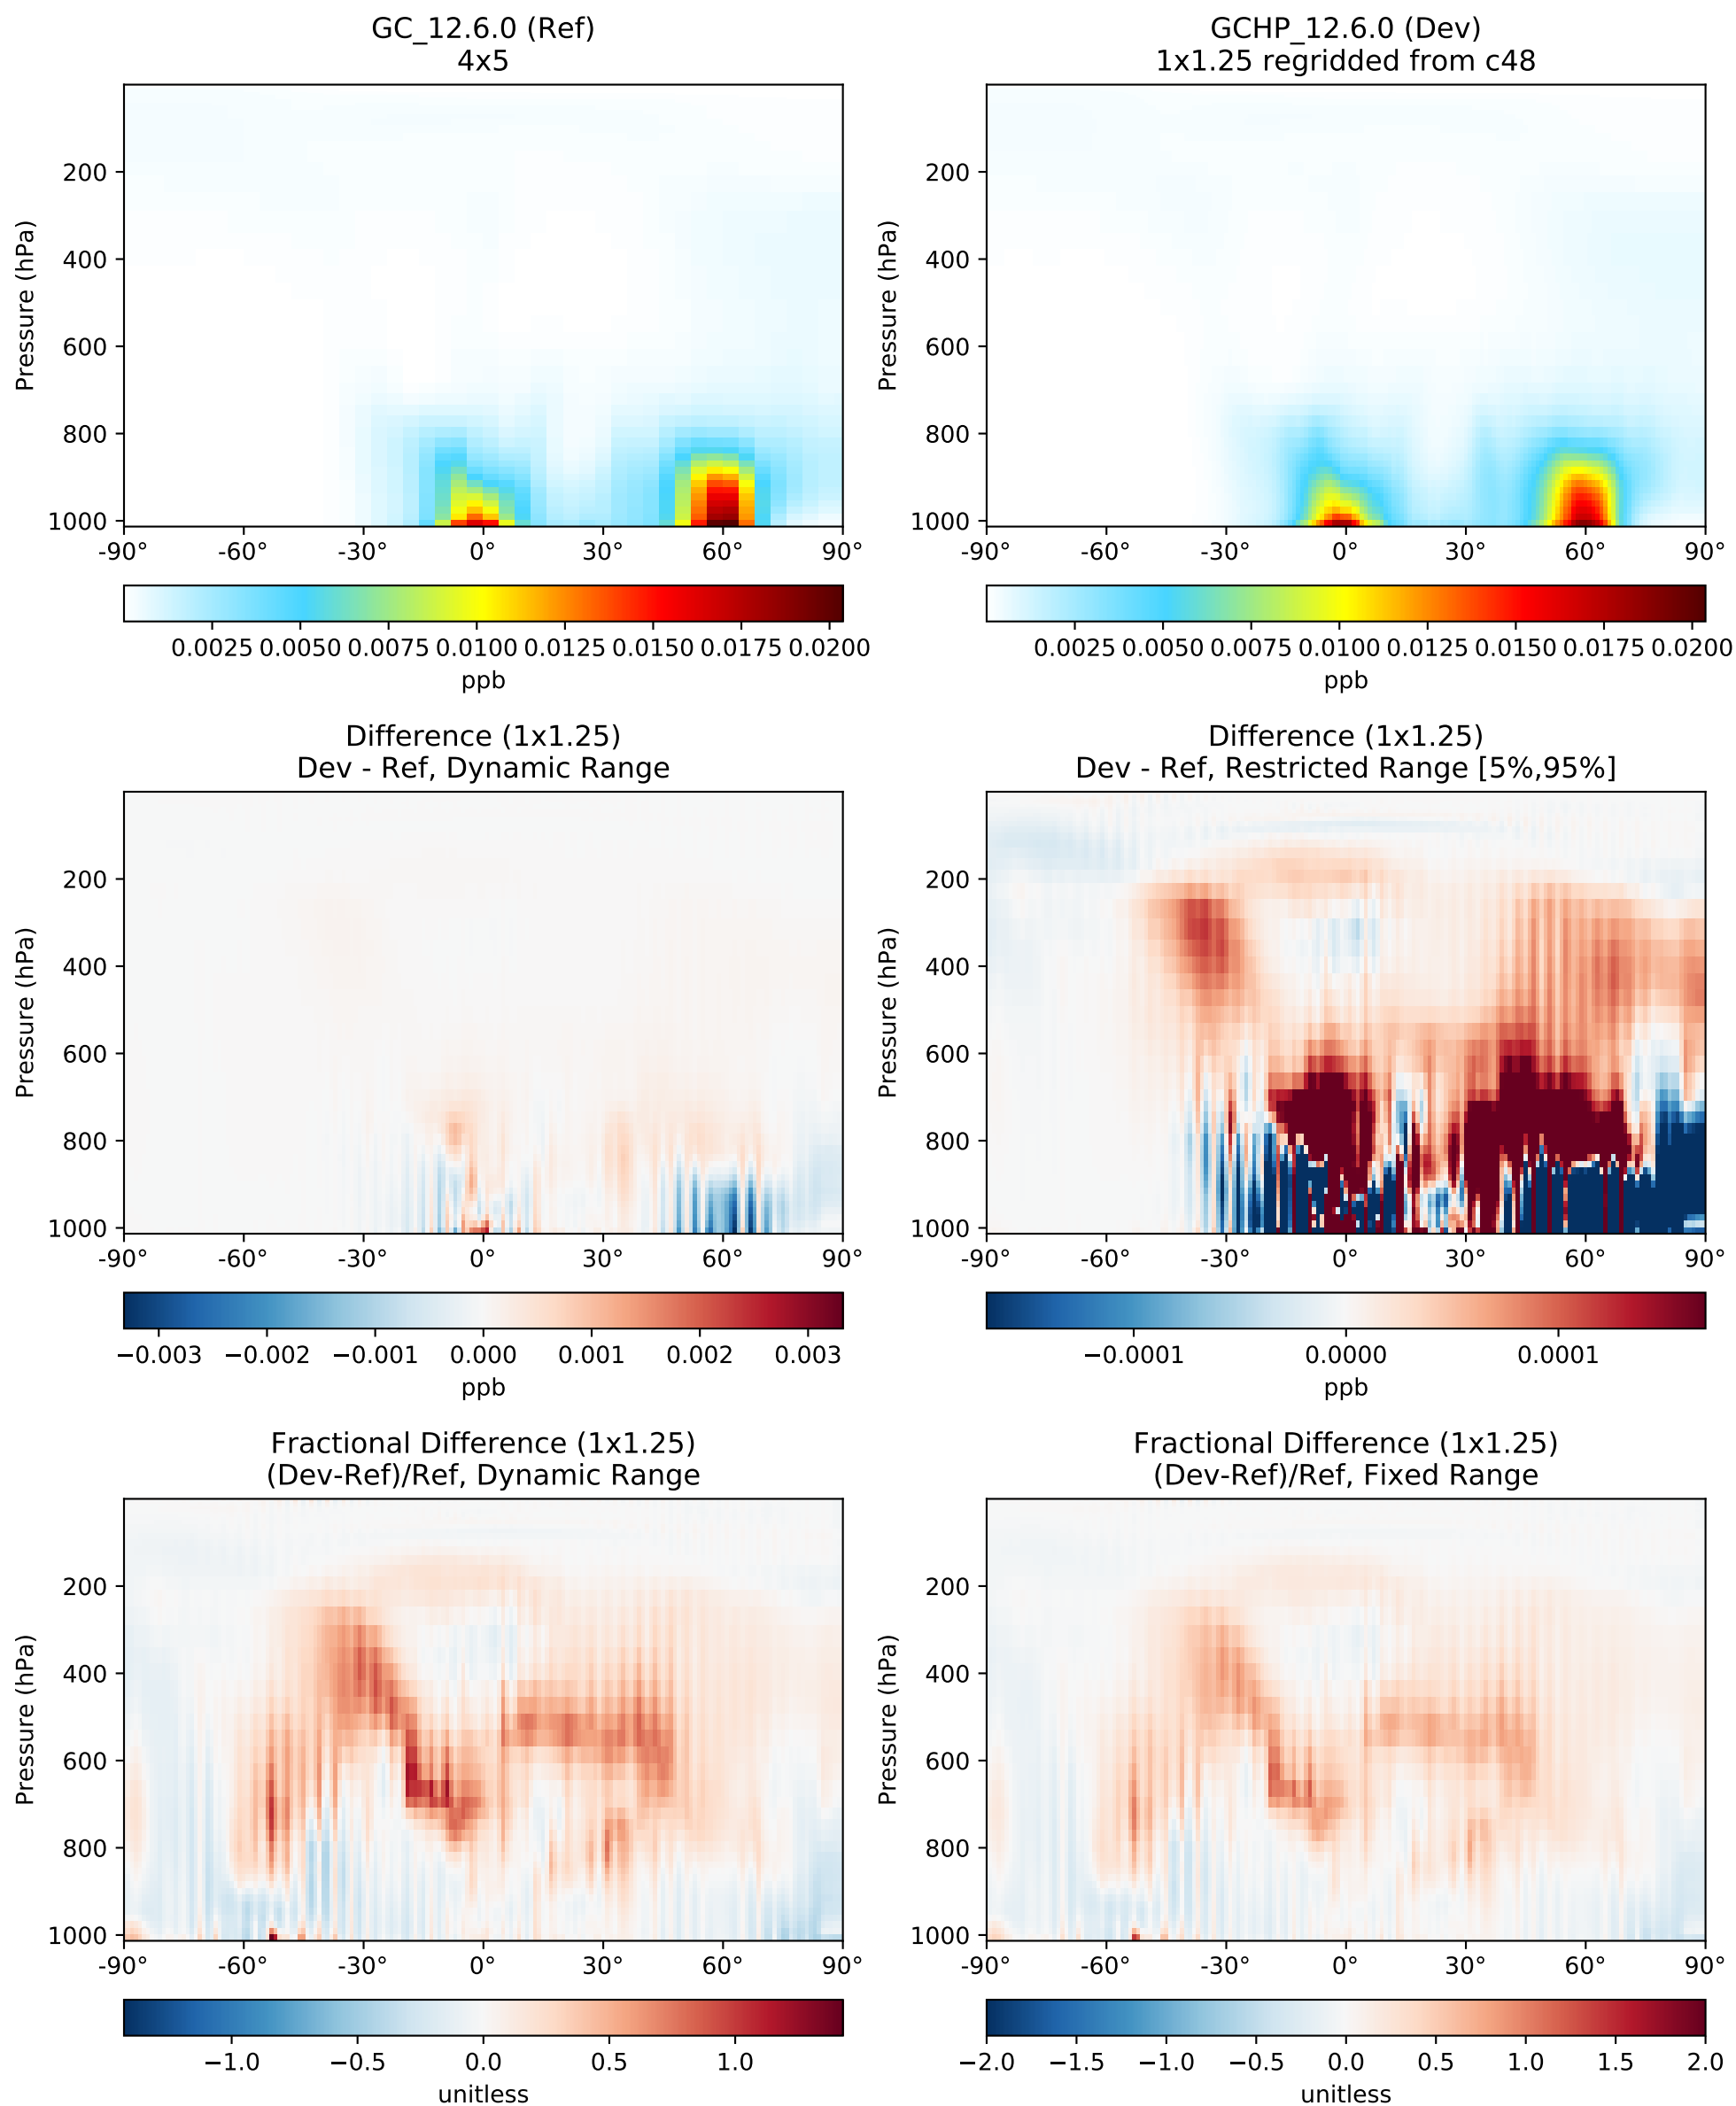 GC_12.6.0 (Ref)
4x5
Pressure (hPa)
200
400
600
800
1000
-90° -60° -30° 0° 30° 60° 90°
0.0025 0.0050 0.0075 0.0100 0.0125 0.0150 0.0175 0.0200
ppb
GCHP_12.6.0 (Dev)
1x1.25 regridded from c48
Pressure (hPa)
200
400
600
800
1000
-90° -60° -30° 0° 30° 60° 90°
0.0025 0.0050 0.0075 0.0100 0.0125 0.0150 0.0175 0.0200
ppb
Difference (1x1.25)
Dev - Ref, Dynamic Range
Pressure (hPa)
200
400
600
800
1000
-90° -60° -30° 0° 30° 60° 90°
−0.003 −0.002 −0.001 0.000 0.001 0.002 0.003
ppb
Difference (1x1.25)
Dev - Ref, Restricted Range [5%,95%]
Pressure (hPa)
200
400
600
800
1000
-90° -60° -30° 0° 30° 60° 90°
−0.0001 0.0000 0.0001
ppb
Fractional Difference (1x1.25)
(Dev-Ref)/Ref, Dynamic Range
Pressure (hPa)
200
400
600
800
1000
-90° -60° -30° 0° 30° 60° 90°
−1.0 −0.5 0.0 0.5 1.0
unitless
Fractional Difference (1x1.25)
(Dev-Ref)/Ref, Fixed Range
Pressure (hPa)
200
400
600
800
1000
-90° -60° -30° 0° 30° 60° 90°
−2.0 −1.5 −1.0 −0.5 0.0 0.5 1.0 1.5 2.0
unitless